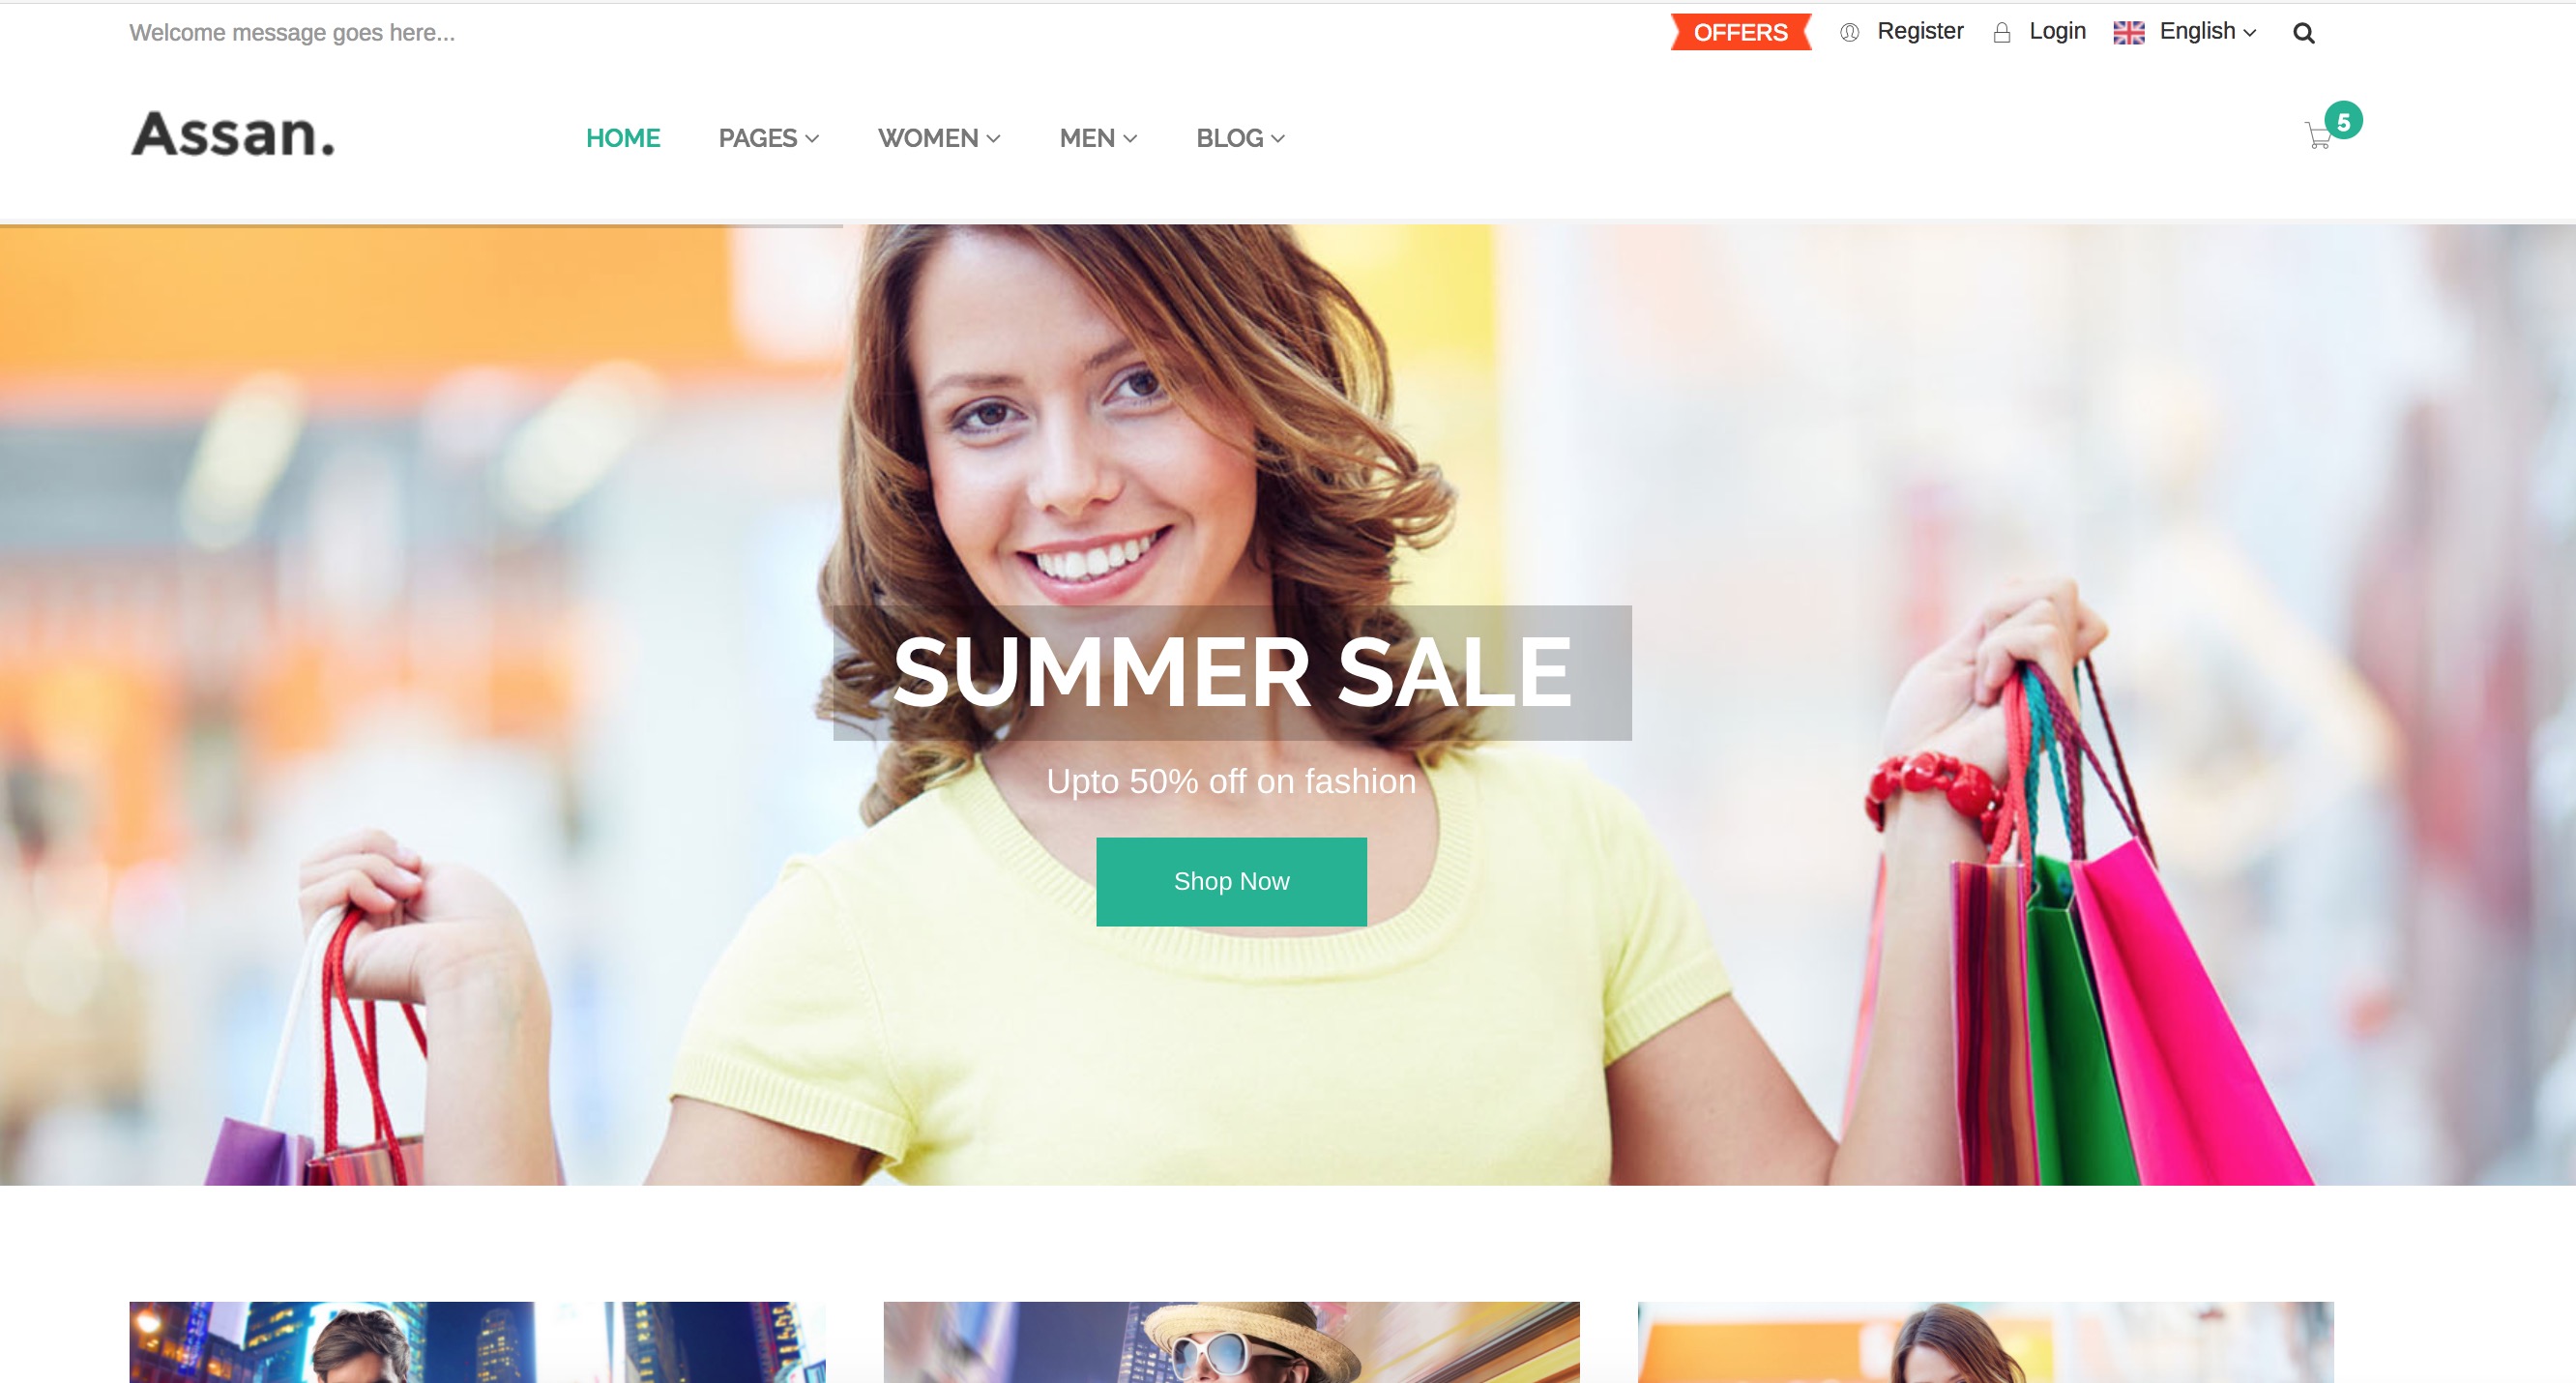 Welcome message goes here...
OFFERS Register Login English
Assan.
HOME PAGES WOMEN MEN BLOG
5
SUMMER SALE
Upto 50% off on fashion
Shop Now